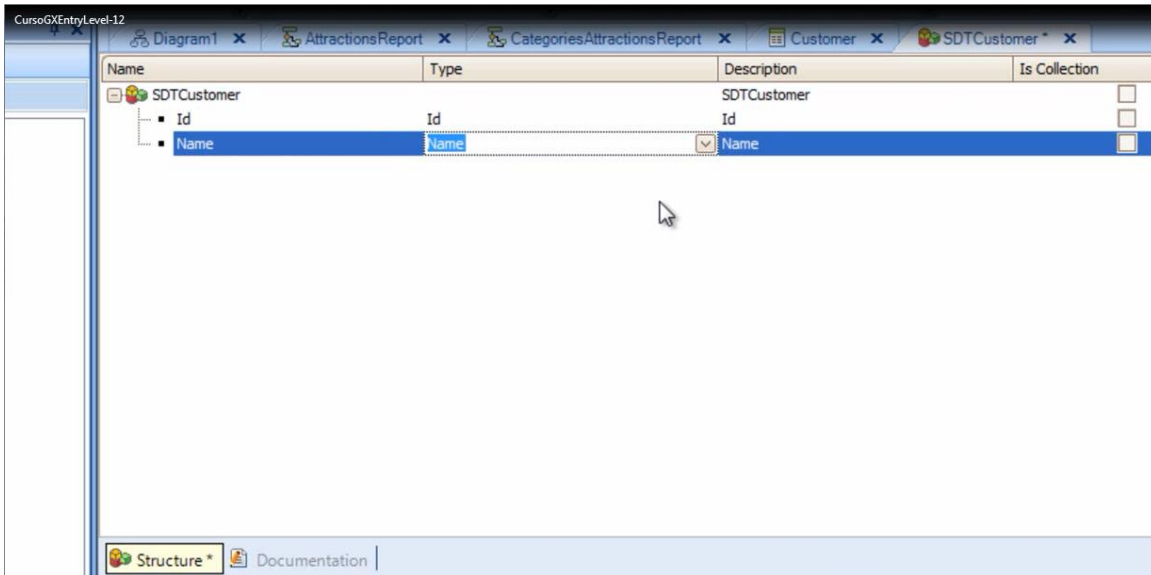 CursoGXEntryLevel-12
Diagram1 AttractionsReport CategoriesAttractionsReport Customer SDTCustomer *
Name Type Description Is Collection
SDTCustomer SDTCustomer
Id Id Id
Name Name Name
Structure * Documentation